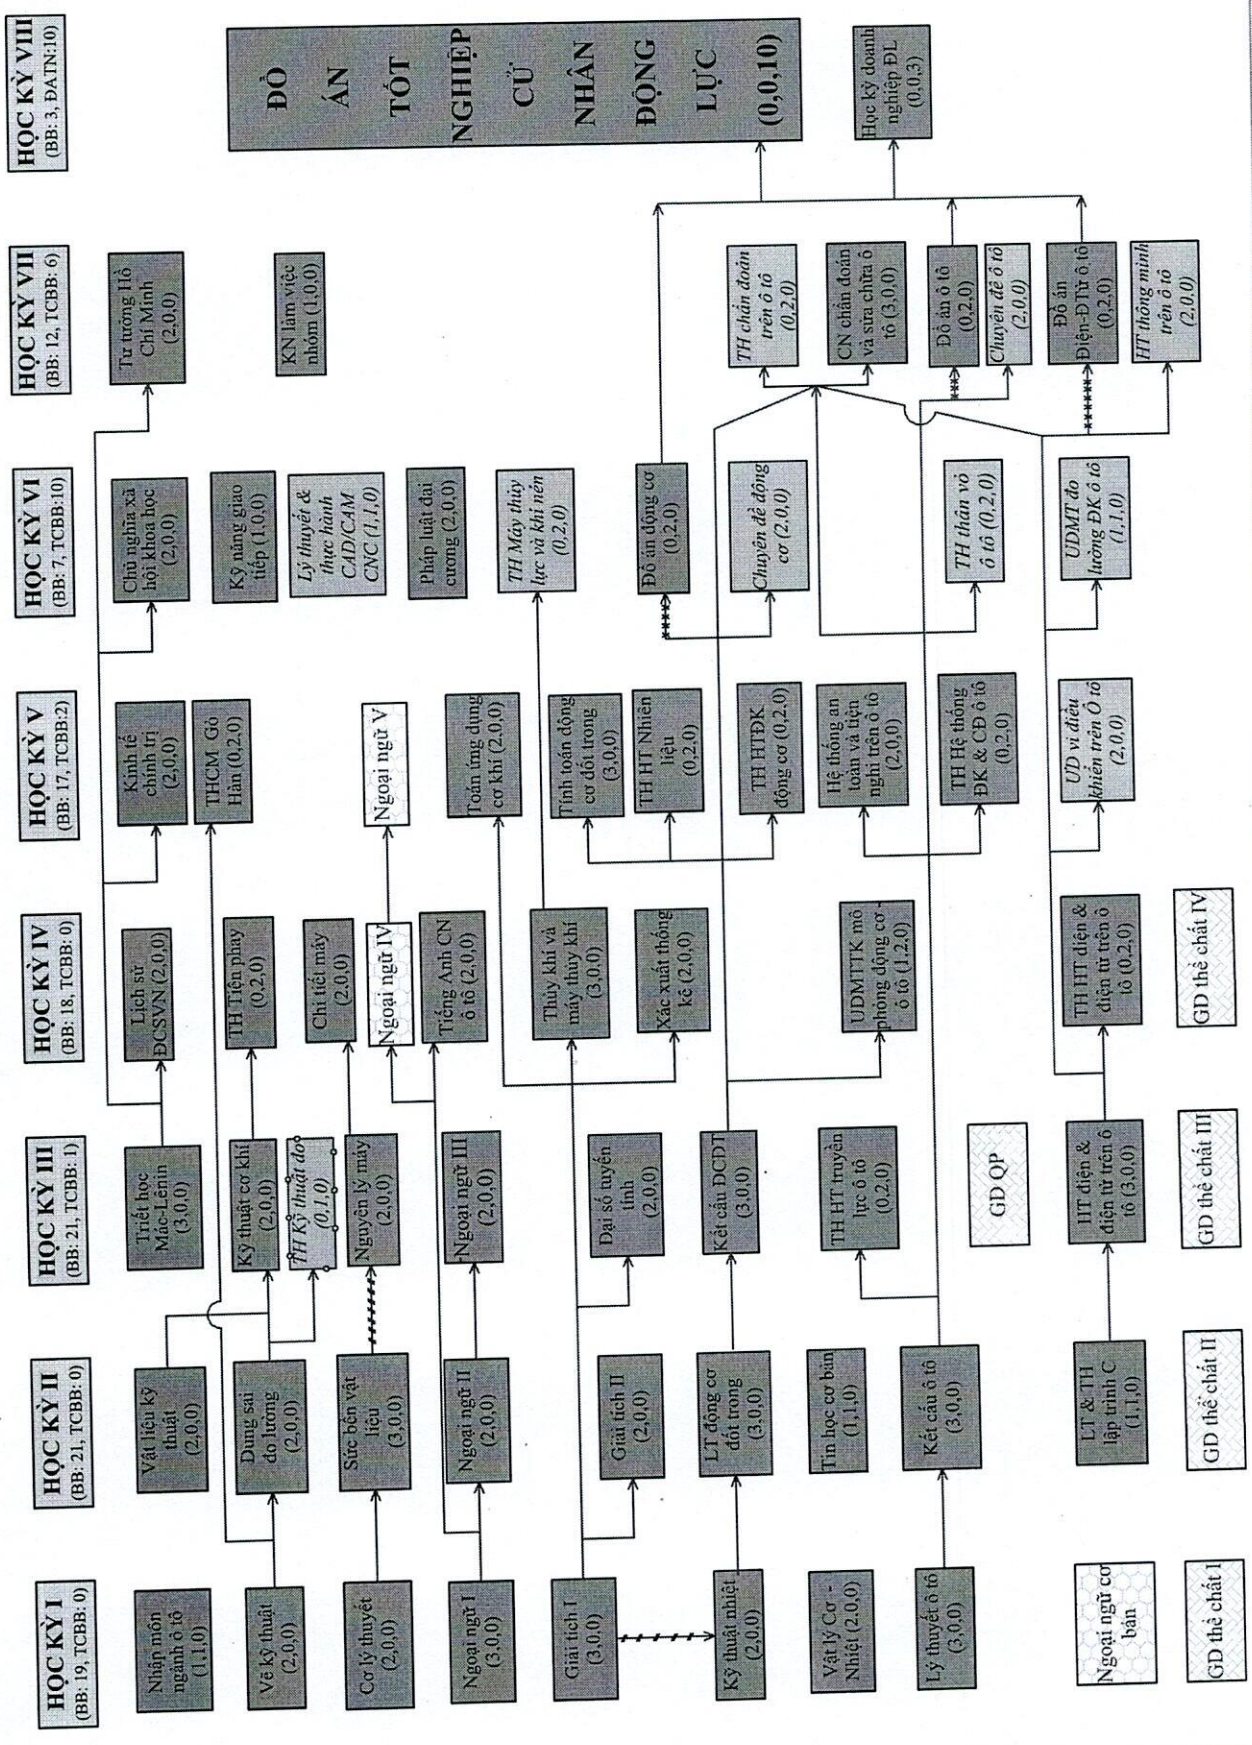 HỌC KỲ I
(BB: 19, TCBB: 0)
Nhập môn
ngành ô tô
(1,1,0)
Vẽ kỹ thuật
(2,0,0)
Cơ lý thuyết
(2,0,0)
Ngoại ngữ I
(3,0,0)
Giải tích I
(3,0,0)
Kỹ thuật nhiệt
(2,0,0)
Vật lý Cơ -
Nhiệt (2.0,0)
Lý thuyết ô tô
(3,0,0)
Ngoại ngữ cơ
bản
GD thể chất I
HỌC KỲ II
(BB: 21, TCBB: 0)
Vật liệu kỹ
thuật
(2,0,0)
Dung sai
đo lường
(2,0,0)
Sức bền vật
liệu
(3,0,0)
Ngoại ngữ II
(2,0,0)
Giải tích II
(2,0,0)
LT động cơ
đốt trong
(3,0,0)
Tin học cơ bản
(1,1,0)
Kết cấu ô tô
(3,0,0)
LT & TH
lập trình C
(1,1,0)
GD thể chất II
HỌC KỲ III
(BB: 21, TCBB: 1)
Triết học
Mác-Lênin
(3,0,0)
Kỹ thuật cơ khí
(2,0,0)
TH Kỹ thuật đo
(0,1,0)
Nguyên lý máy
(2,0,0)
Ngoại ngữ III
(2,0,0)
Đại số tuyến
tính
(2,0,0)
Kết cấu ĐCĐT
(3,0,0)
TH HT truyền
lực ô tô
(0,2,0)
GD QP
HT điện &
điện tử trên ô
tô (3,0,0)
GD thể chất III
HỌC KỲ IV
(BB: 18, TCBB: 0)
Lịch sử
ĐCSVN (2,0,0)
TH Tiện phay
(0,2,0)
Chi tiết máy
(2,0,0)
Ngoại ngữ IV
Tiếng Anh CN
ô tô (2,0,0)
Thủy khí và
máy thủy khí
(3,0,0)
Xác xuất thống
kê (2,0,0)
UDMTTK mô
phỏng động cơ -
ô tô (1,2,0)
TH HT điện &
điện tử trên ô
tô (0,2,0)
GD thể chất IV
HỌC KỲ V
(BB: 17, TCBB:2)
Kinh tế
chính trị
(2,0,0)
THCM Gò
Hàn (0,2,0)
Ngoại ngữ V
Toán ứng dụng
cơ khí (2,0,0)
Tính toán động
cơ đốt trong
(3,0,0)
TH HT Nhiên
liệu
(0,2,0)
TH HTĐK
động cơ (0,2,0)
Hệ thống an
toàn và tiện
nghi trên ô tô
(2,0,0)
TH Hệ thống
ĐK & CĐ ô tô
(0,2,0)
UD vi điều
khiển trên Ô tô
(2,0,0)
HỌC KỲ VI
(BB: 7, TCBB:10)
Chủ nghĩa xã
hội khoa học
(2,0,0)
Kỹ năng giao
tiếp (1,0,0)
Lý thuyết &
thực hành
CAD/CAM
CNC (1,1,0)
Pháp luật đại
cương (2,0,0)
TH Máy thủy
lực và khí nén
(0,2,0)
Đồ án động cơ
(0,2,0)
Chuyên đề động
cơ (2,0,0)
TH thân vỏ
ô tô (0,2,0)
UDMT đo
lường ĐK ô tô
(1,1,0)
HỌC KỲ VII
(BB: 12, TCBB: 6)
Tư tưởng Hồ
Chí Minh
(2,0,0)
KN làm việc
nhóm (1,0,0)
TH chẩn đoán
trên ô tô
(0,2,0)
CN chẩn đoán
và sửa chữa ô
tô (3,0,0)
Đồ án ô tô
(0,2,0)
Chuyên đề ô tô
(2,0,0)
Đồ án
Điện-ĐTử ô tô
(0,2,0)
HT thông minh
trên ô tô
(2,0,0)
HỌC KỲ VIII
(BB: 3, ĐATN:10)
ĐỒ
ÁN
TỐT
NGHIỆP
CỬ
NHÂN
ĐỘNG
LỰC
(0,0,10)
Học kỳ doanh
nghiệp ĐL
(0,0,3)